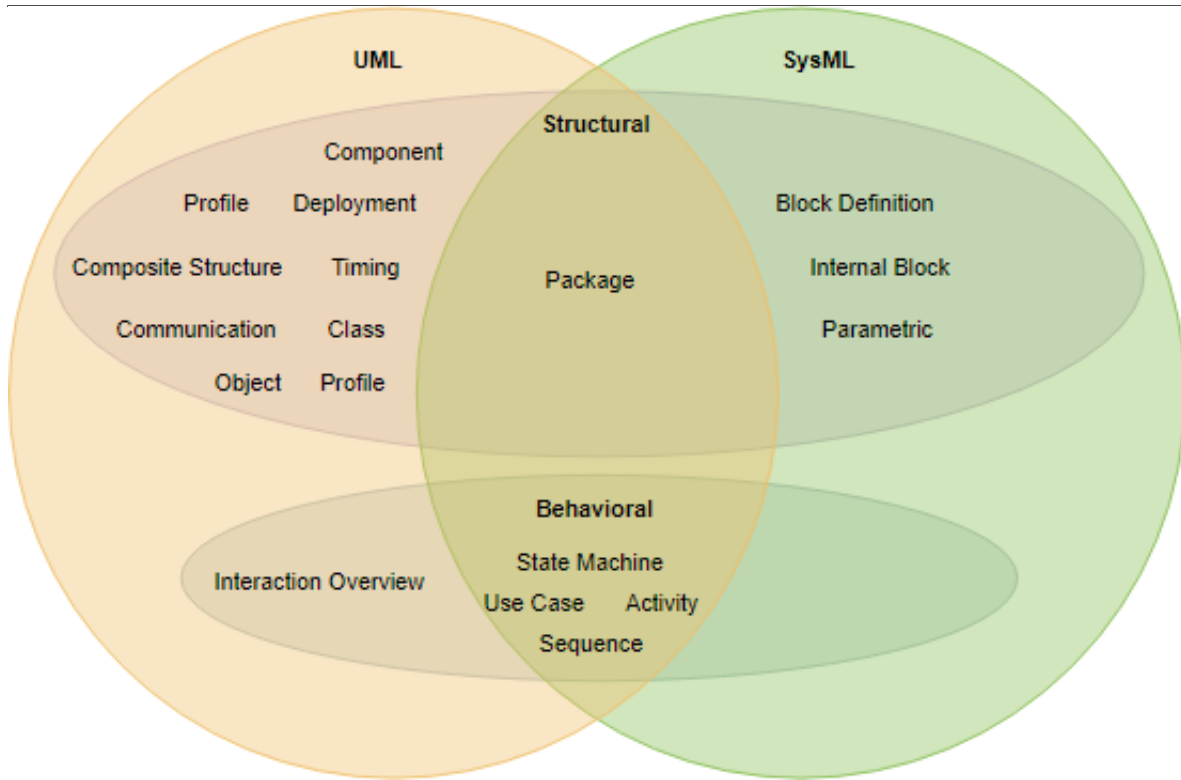 UML
SysML
Structural
Component
Profile
Deployment
Block Definition
Composite Structure
Timing
Package
Internal Block
Communication
Class
Parametric
Object
Profile
Behavioral
State Machine
Interaction Overview
Use Case
Activity
Sequence